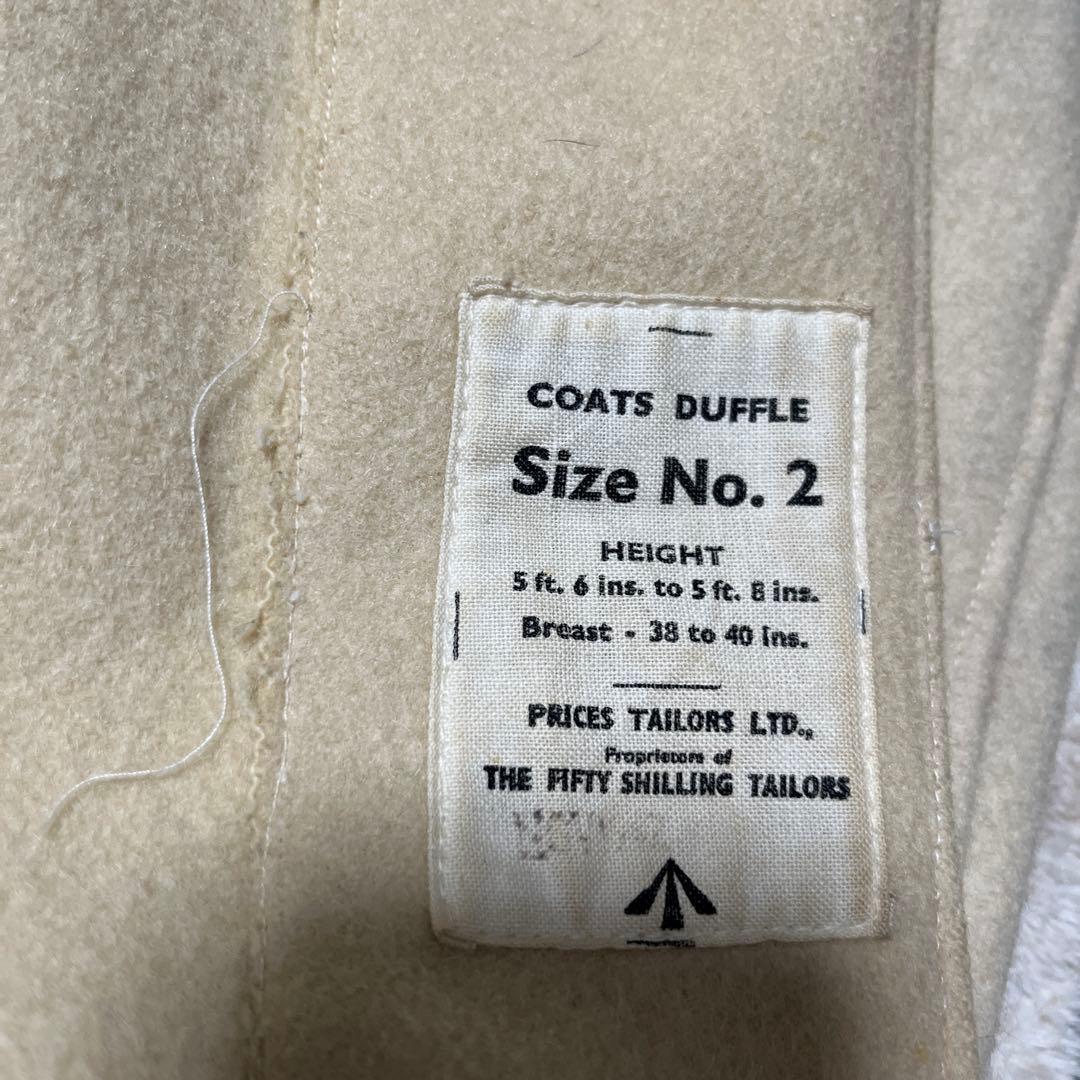 COATS DUFFLE
Size No. 2
HEIGHT
5 ft. 6 ins. to 5 ft. 8 ins.
Breast - 38 to 40 Ins.
PRICES TAILORS LTD.,
Proprietors of
THE FIFTY SHILLING TAILORS